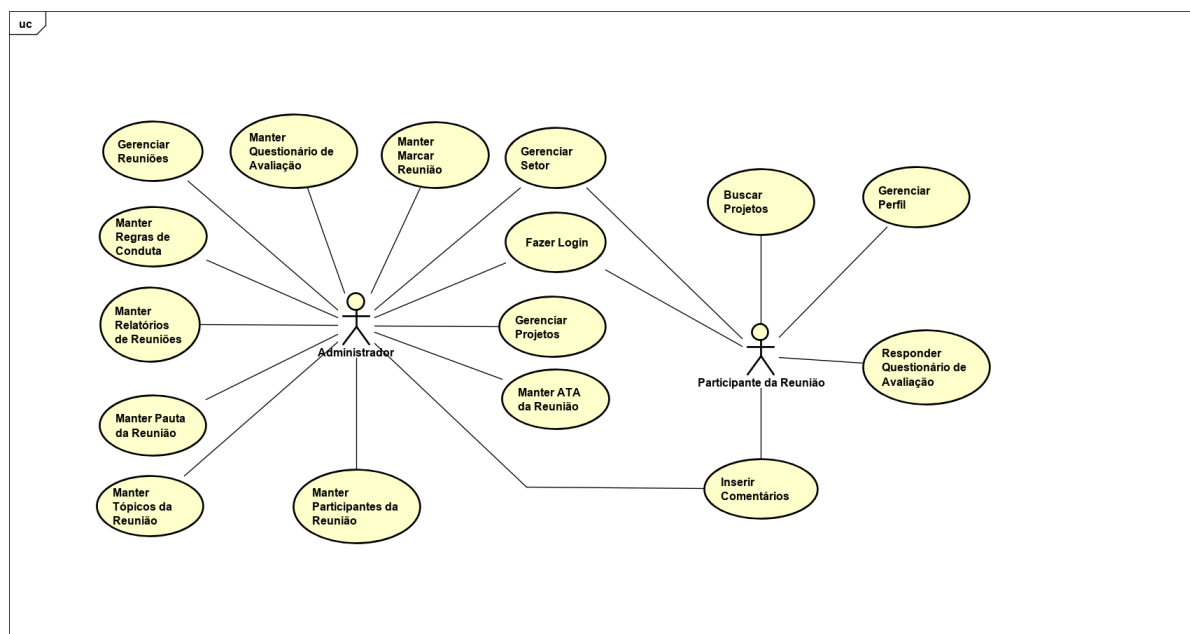 uc
Gerenciar
Reuniões
Manter
Questionário de
Avaliação
Manter
Marcar
Reunião
Gerenciar
Setor
Buscar
Projetos
Gerenciar
Perfil
Manter
Regras de
Conduta
Fazer Login
Manter
Relatórios
de Reuniões
Administrador
Gerenciar
Projetos
Participante da Reunião
Responder
Questionário de
Avaliação
Manter Pauta
da Reunião
Manter ATA
da Reunião
Manter
Tópicos da
Reunião
Manter
Participantes da
Reunião
Inserir
Comentários